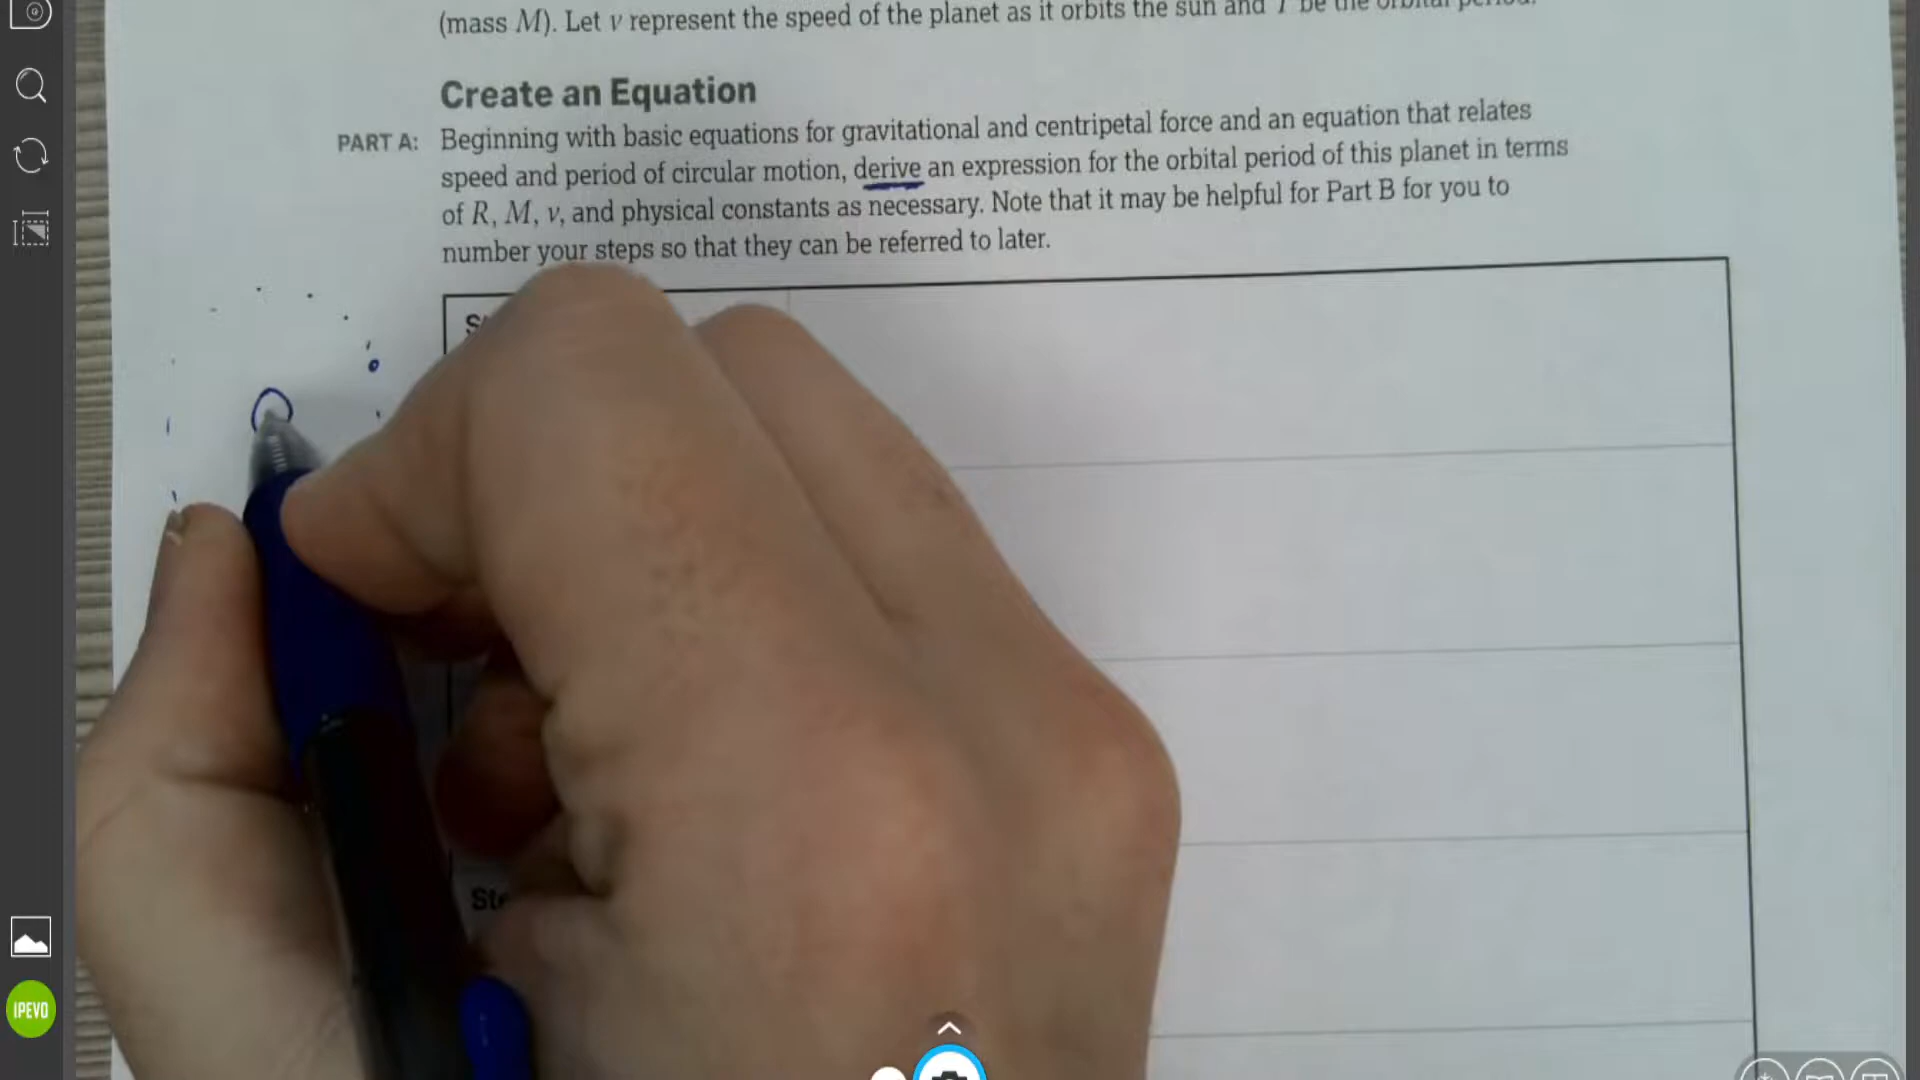 (mass M). Let v represent the speed of the planet as it orbits the sun and T be the orbital period.
Create an Equation
PART A: Beginning with basic equations for gravitational and centripetal force and an equation that relates
speed and period of circular motion, derive an expression for the orbital period of this planet in terms
of R, M, v, and physical constants as necessary. Note that it may be helpful for Part B for you to
number your steps so that they can be referred to later.
IPEVO